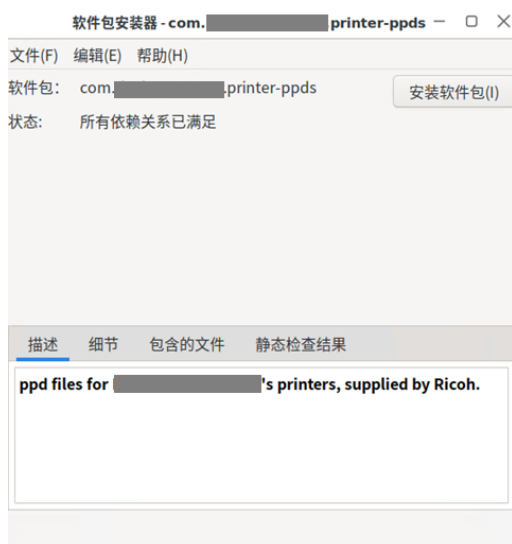 软件包安装器 - com. printer-ppds
文件(F) 编辑(E) 帮助(H)
软件包: com. .printer-ppds
安装软件包(I)
状态: 所有依赖关系已满足
描述 细节 包含的文件 静态检查结果
ppd files for 's printers, supplied by Ricoh.